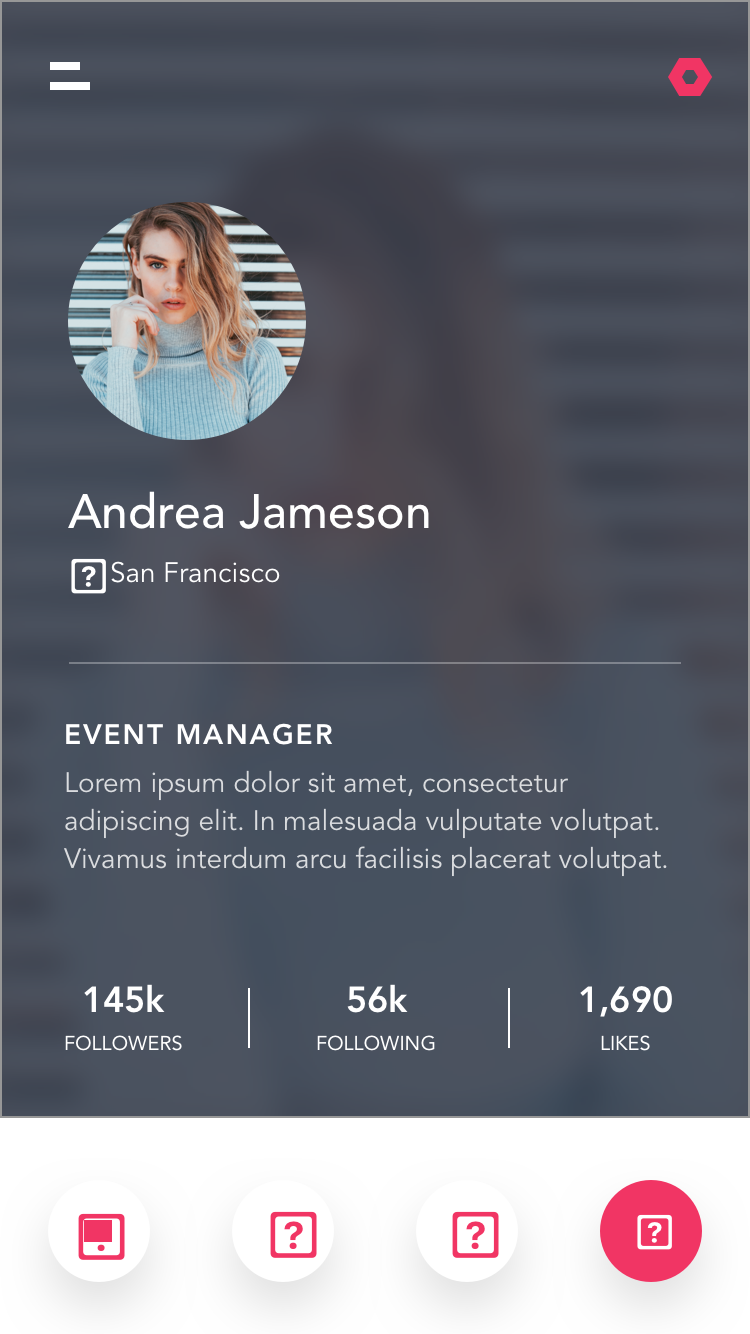 Andrea Jameson
San Francisco
EVENT MANAGER
Lorem ipsum dolor sit amet, consectetur
adipiscing elit. In malesuada vulputate volutpat.
Vivamus interdum arcu facilisis placerat volutpat.
145k 56k 1,690
FOLLOWERS FOLLOWING LIKES